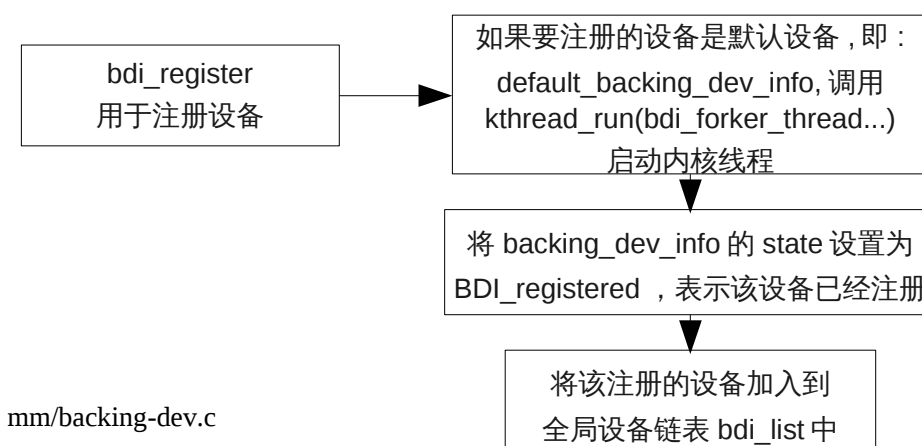 bdi_register
用于注册设备
如果要注册的设备是默认设备 , 即 :
default_backing_dev_info, 调用
kthread_run(bdi_forker_thread...)
启动内核线程
将 backing_dev_info 的 state 设置为
BDI_registered ，表示该设备已经注册
将该注册的设备加入到
全局设备链表 bdi_list 中
mm/backing-dev.c